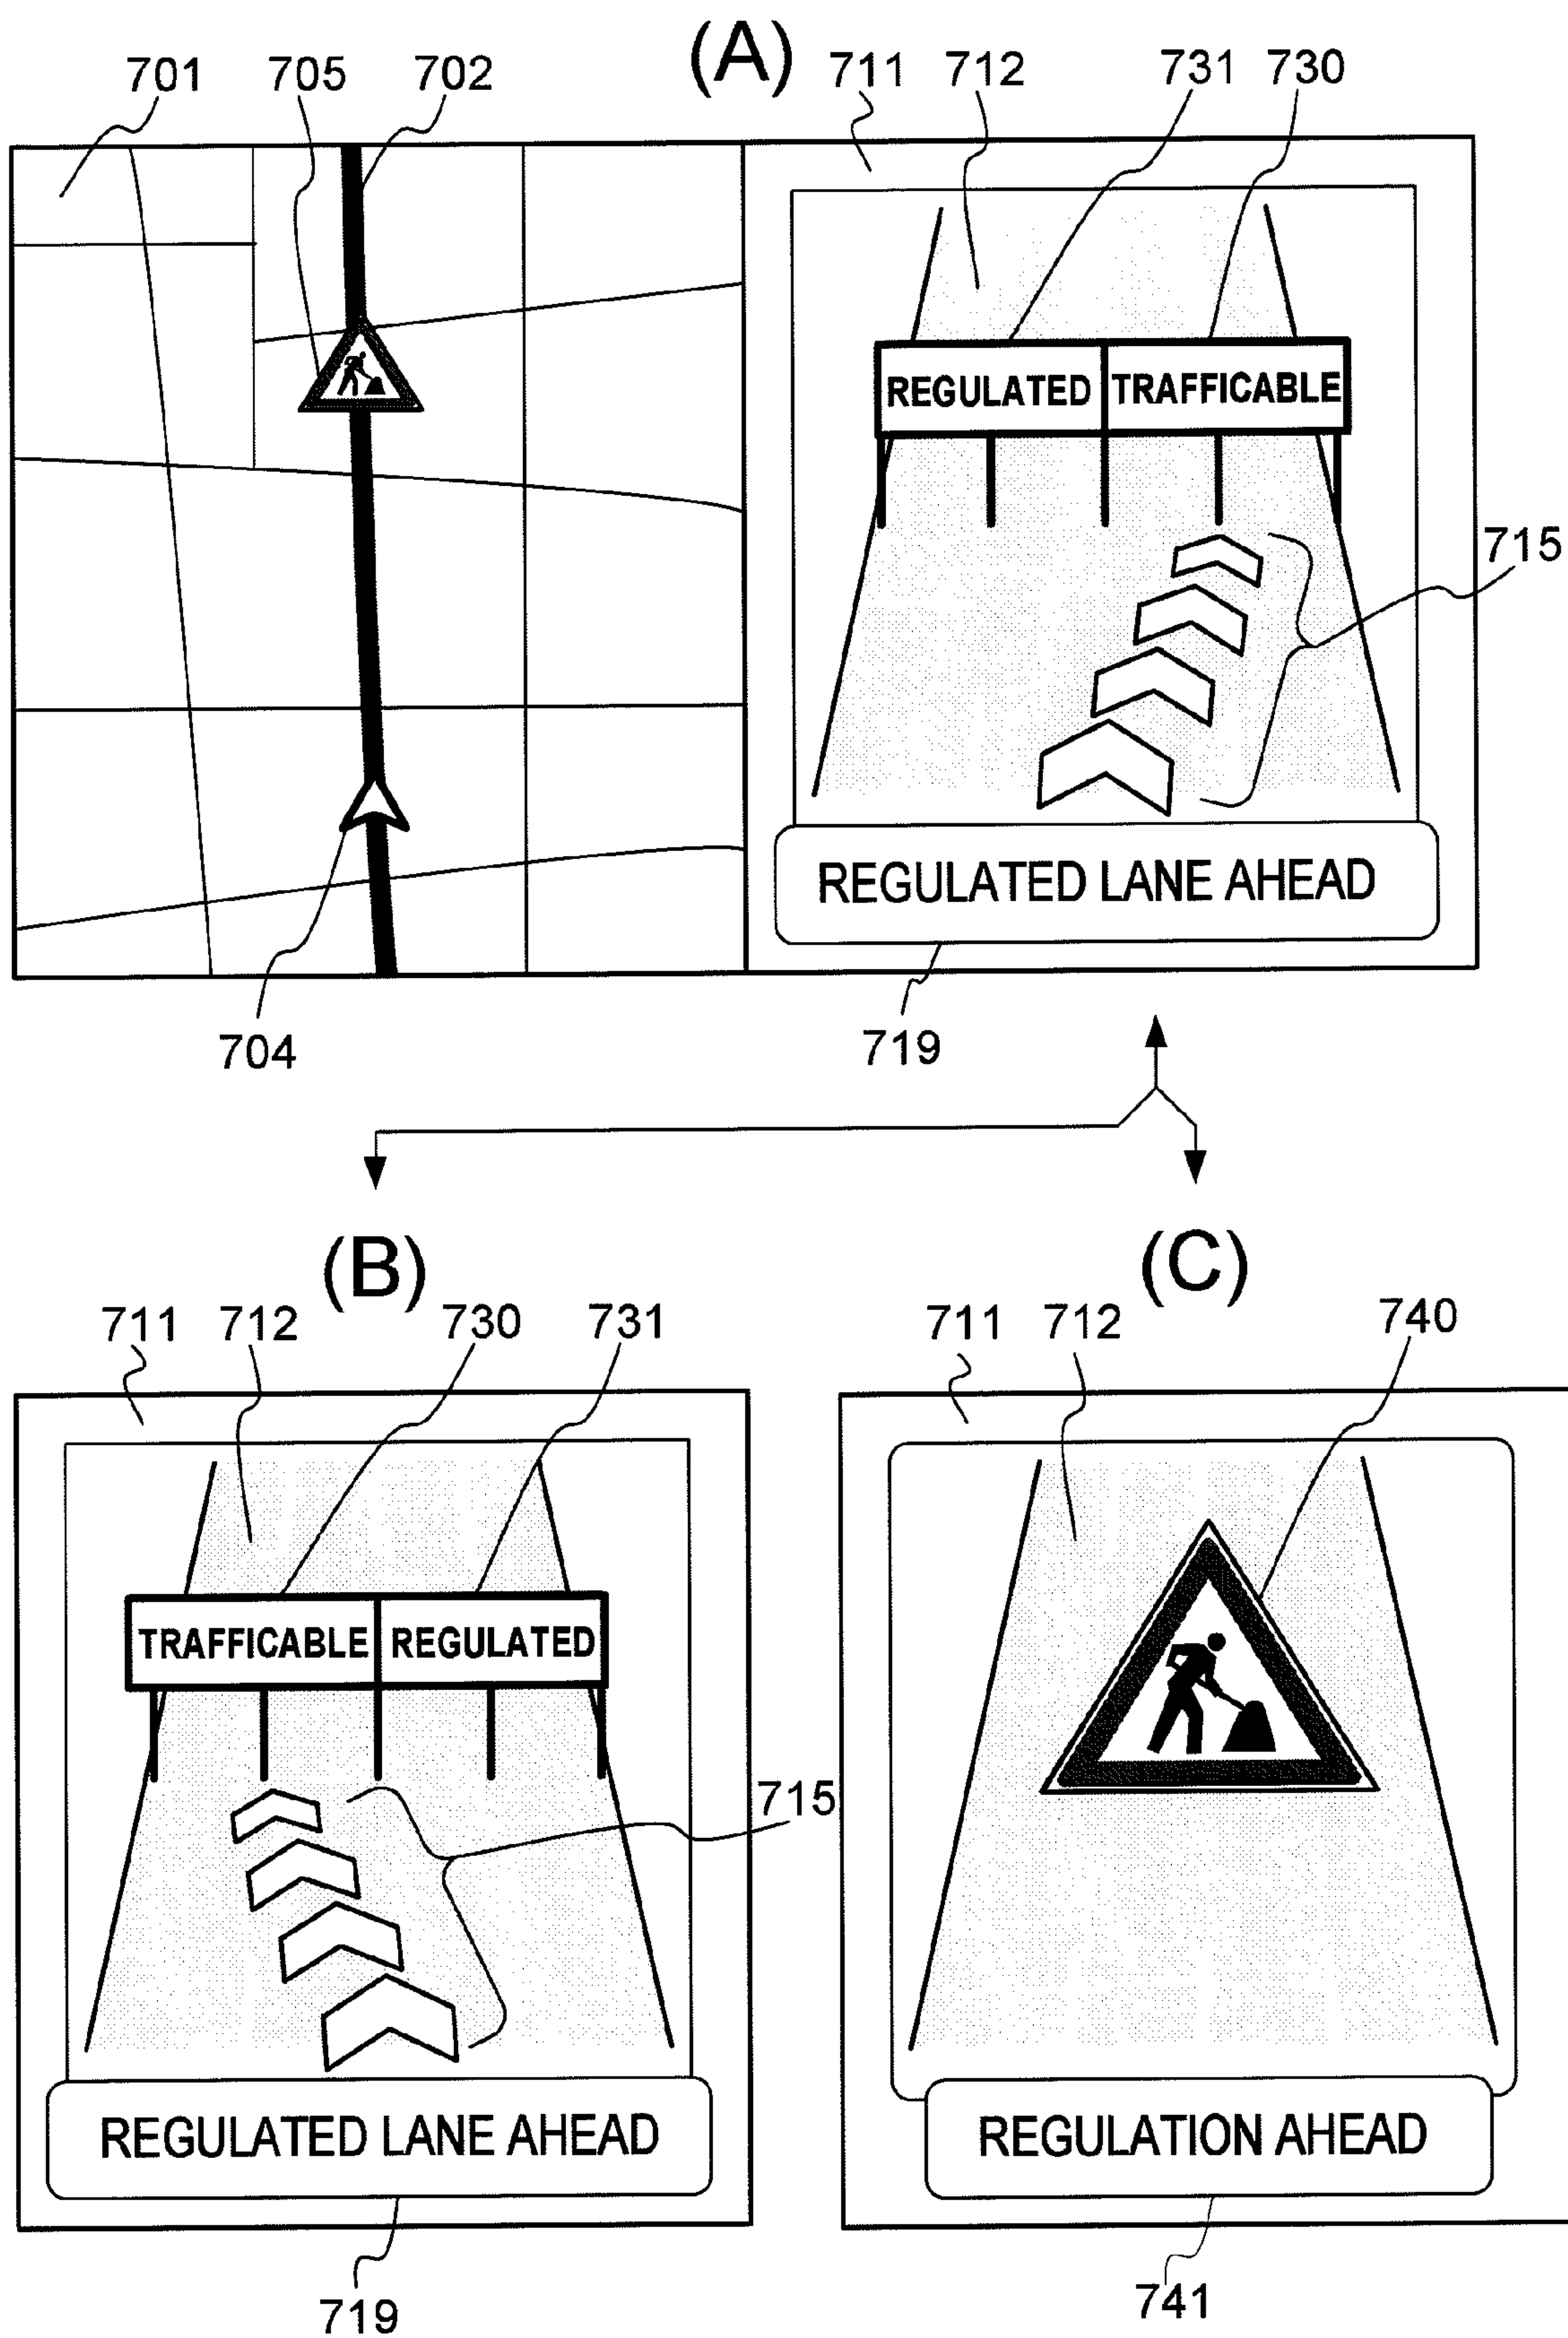 (A)
701 705 702 711 712 731 730
REGULATED TRAFFICABLE
715
REGULATED LANE AHEAD
704 719
(B) (C)
711 712 730 731 711 712 740
TRAFFICABLE REGULATED
715
REGULATED LANE AHEAD REGULATION AHEAD
719 741